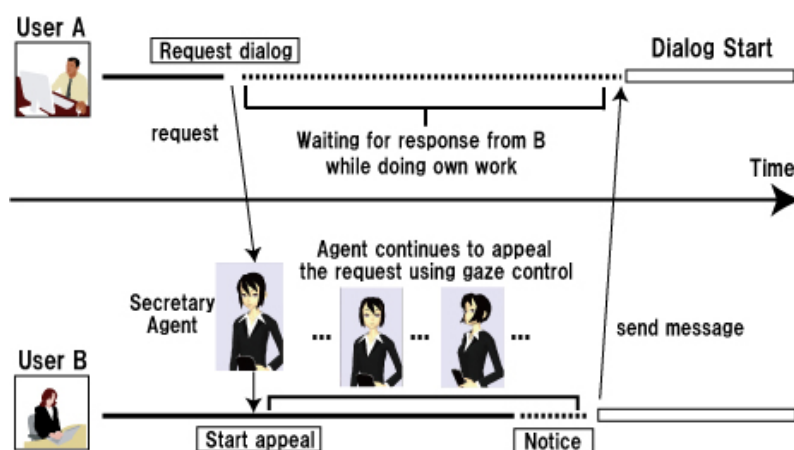 User A
Request dialog
Dialog Start
request
Waiting for response from B
while doing own work
Time
Agent continues to appeal
the request using gaze control
Secretary
Agent
... ... ...
send message
User B
Start appeal
Notice